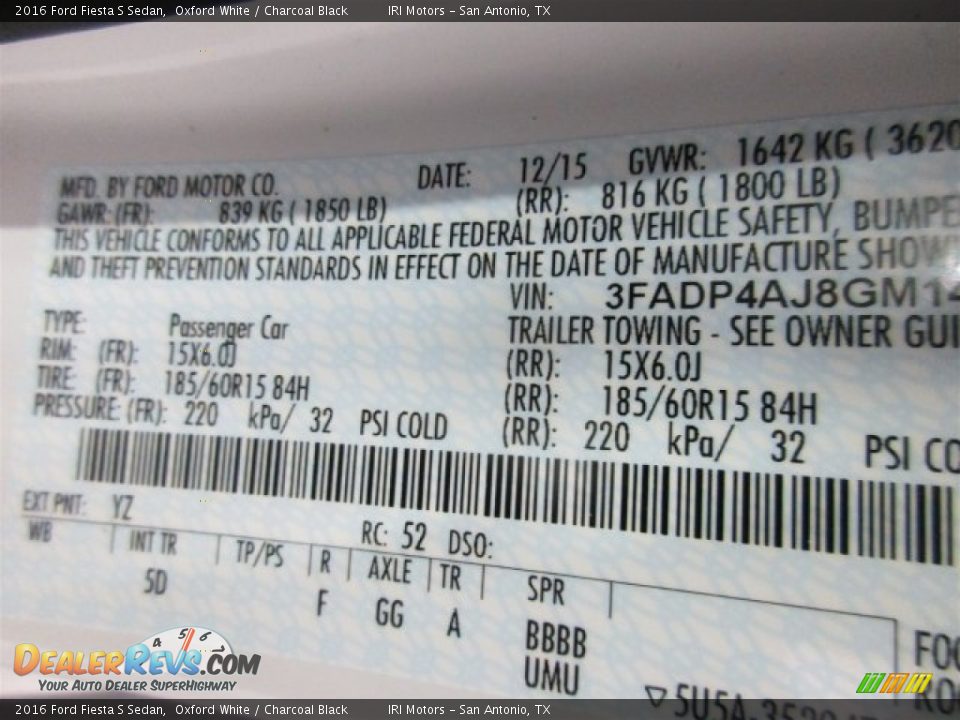 2016 Ford Fiesta S Sedan, Oxford White / Charcoal Black IRI Motors - San Antonio, TX
MFD. BY FORD MOTOR CO. DATE: 12/15 GVWR: 1642 KG ( 3620
GAWR: (FR): 839 KG ( 1850 LB) (RR): 816 KG ( 1800 LB)
THIS VEHICLE CONFORMS TO ALL APPLICABLE FEDERAL MOTOR VEHICLE SAFETY, BUMPE
AND THEFT PREVENTION STANDARDS IN EFFECT ON THE DATE OF MANUFACTURE SHOW
VIN: 3FADP4AJ8GM14
TYPE: Passenger Car TRAILER TOWING - SEE OWNER GUI
RIM: (FR): 15X6.0J (RR): 15X6.0J
TIRE: (FR): 185/60R15 84H (RR): 185/60R15 84H
PRESSURE: (FR): 220 kPa/ 32 PSI COLD (RR): 220 kPa/ 32 PSI CO
EXT PNT: YZ RC: 52 DSO:
WB INT TR TP/PS R AXLE TR SPR
5D F GG A BBBB
UMU
FOC
5U5A
DEALERREVS.COM
YOUR AUTO DEALER SUPERHIGHWAY
4 5 6
2016 Ford Fiesta S Sedan, Oxford White / Charcoal Black IRI Motors - San Antonio, TX